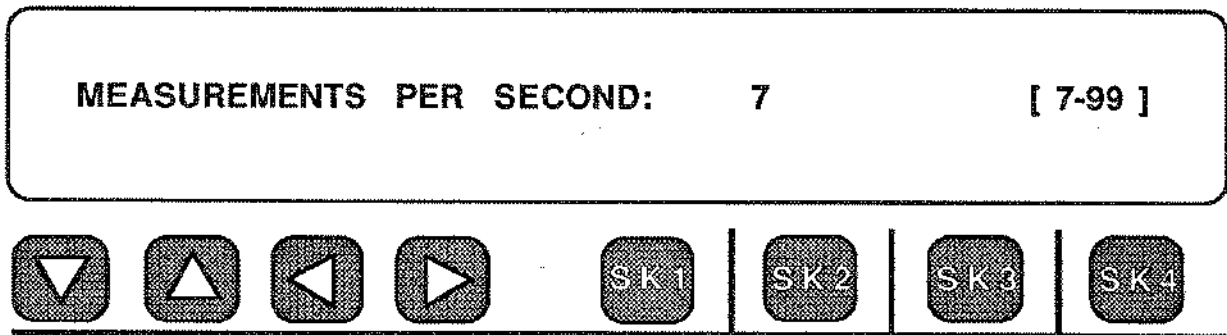 MEASUREMENTS PER SECOND: 7 [ 7-99 ]
SK1 SK2 SK3 SK4